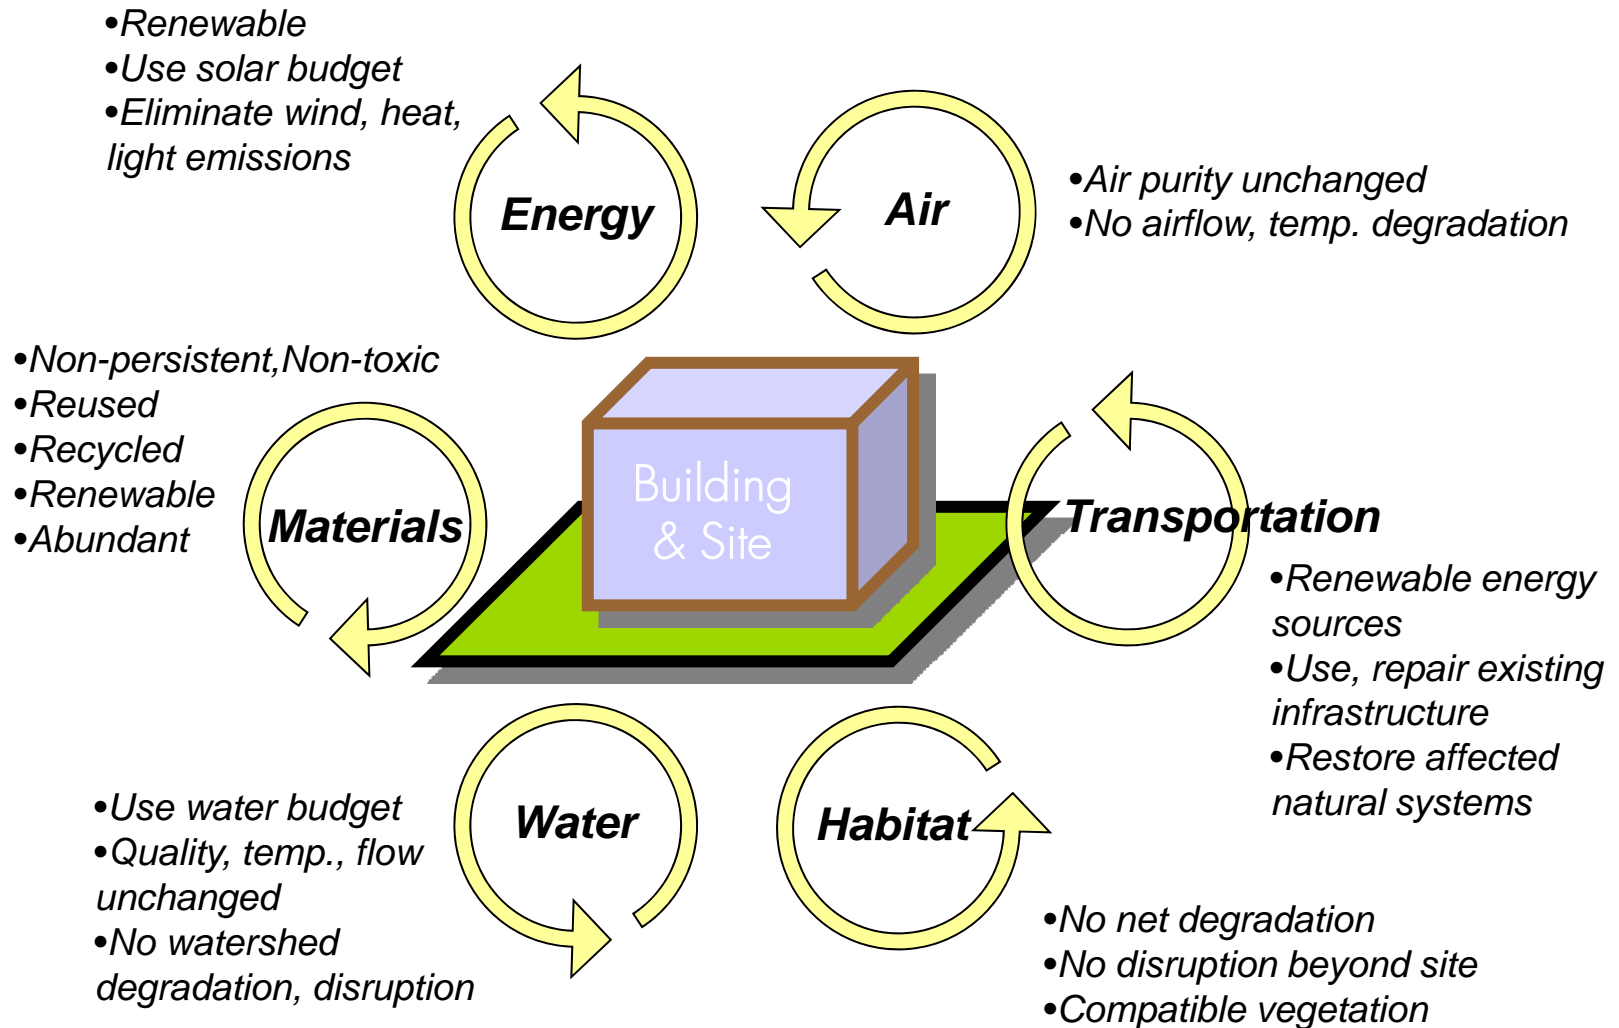 •Renewable
•Use solar budget
•Eliminate wind, heat,
light emissions
Energy
Air
•Air purity unchanged
•No airflow, temp. degradation
•Non-persistent,Non-toxic
•Reused
•Recycled
•Renewable
•Abundant
Materials
Building
& Site
Transportation
•Renewable energy
sources
•Use, repair existing
infrastructure
•Restore affected
natural systems
•Use water budget
•Quality, temp., flow
unchanged
•No watershed
degradation, disruption
Water
Habitat
•No net degradation
•No disruption beyond site
•Compatible vegetation